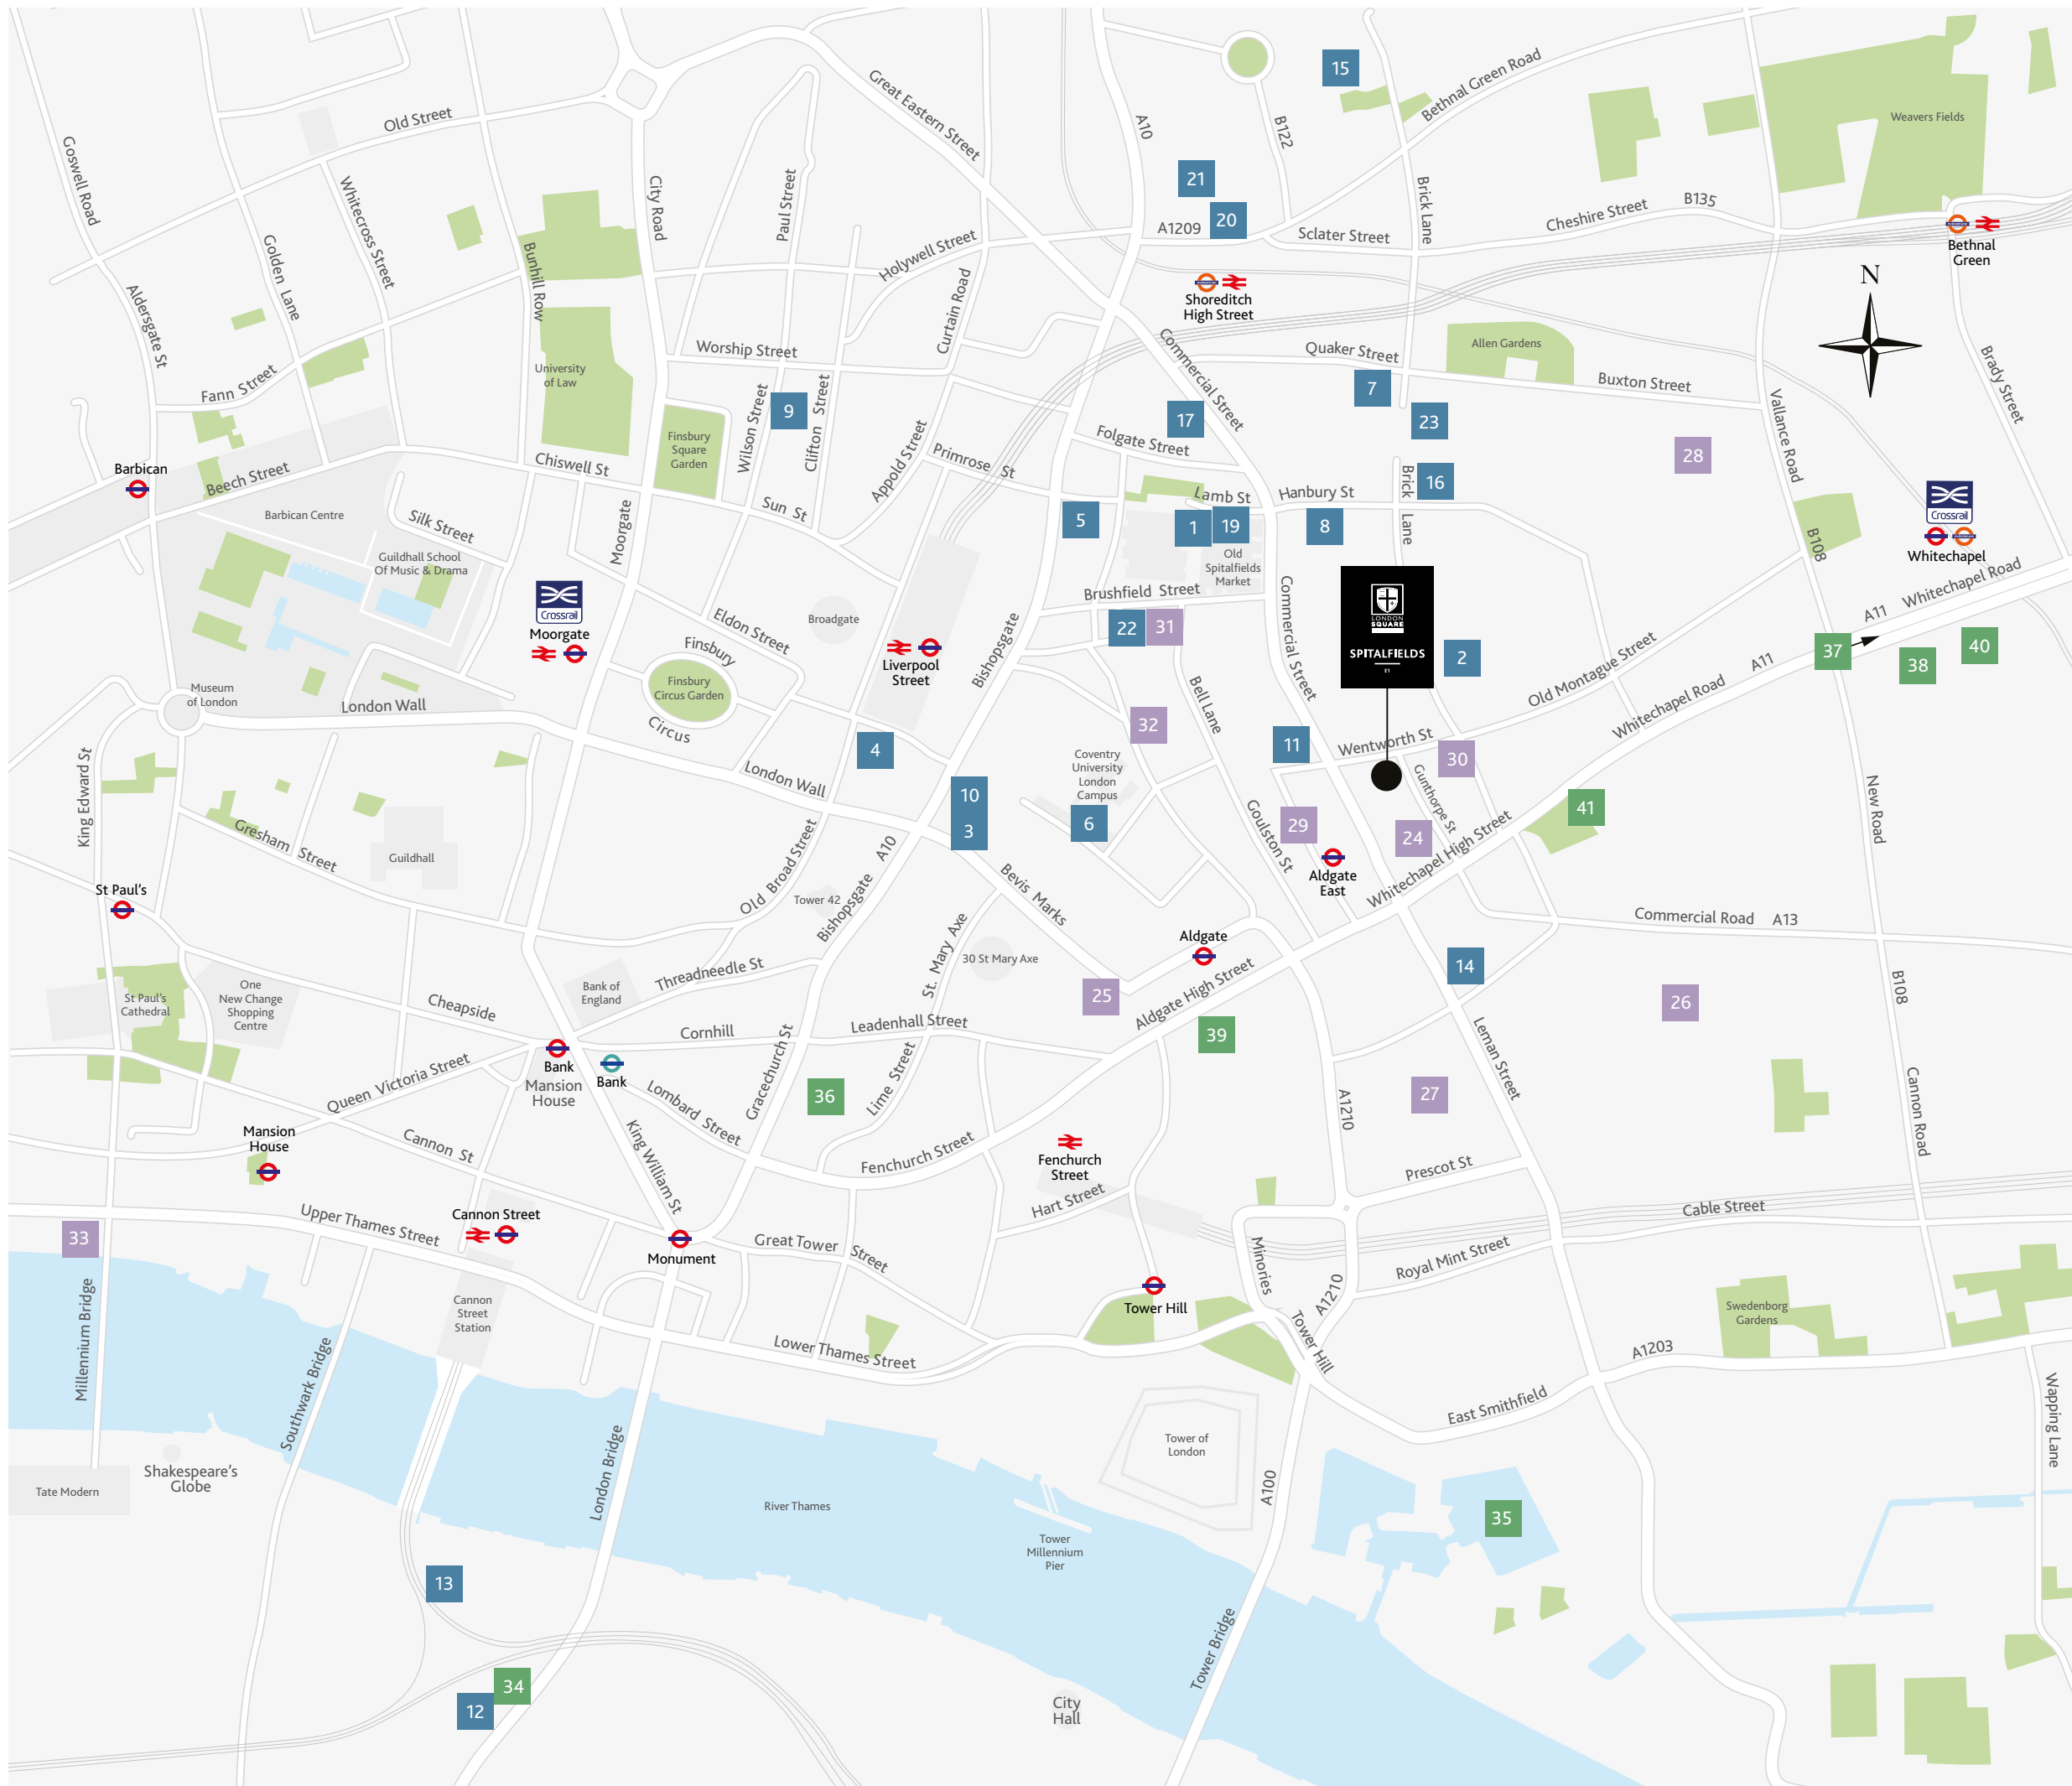 15
Bethnal Green Road
Great Eastern Street
Weavers Fields
Old Street
A10
B122
Goswell Road
Whitecross Street
City Road
Paul Street
21
Brick Lane
20
A1209
Sclater Street
Cheshire Street
B135
Bethnal
Green
Golden Lane
Bunhill Row
Holywell Street
Curtain Road
Shoreditch
High Street
N
Aldersgate St
Fann Street
Worship Street
University
of Law
Commercial Street
Quaker Street
Allen Gardens
Buxton Street
Brady Street
7
9
17
23
Vallance Road
Finsbury
Square
Garden
Wilson Street
Clifton Street
Appold Street
Primrose St
Folgate Street
28
Barbican
Beech Street
Chiswell St
16
Brick Lane
Lamb St
Hanbury St
Crossrail
Whitechapel
Barbican Centre
Silk Street
Moorgate
Sun St
5
1
19
8
Old
Spitalfields
Market
Guildhall School
Of Music & Drama
B108
Crossrail
Moorgate
Brushfield Street
Commercial Street
LONDON
SQUARE
SPITALFIELDS
E1
A11
Whitechapel Road
Broadgate
Eldon Street
22
31
2
37
38
40
Finsbury
Circus
Finsbury
Circus Garden
Liverpool
Street
Bishopsgate
Bell Lane
Old Montague Street
A11
Whitechapel Road
Museum
of London
London Wall
32
4
11
Wentworth St
30
King Edward St
London Wall
Coventry
University
London
Campus
10
3
6
Gunthorpe St
41
New Road
Gresham Street
Guildhall
Old Broad Street
A10
Goulston St
29
24
Aldgate
East
Whitechapel High Street
St Paul's
Tower 42
Bishopsgate
Bevis Marks
Commercial Road A13
Aldgate
St. Mary Axe
30 St Mary Axe
14
St Paul's
Cathedral
One
New Change
Shopping
Centre
Bank of
England
Threadneedle St
25
Aldgate High Street
26
B108
Cheapside
Cornhill
Leadenhall Street
39
Leman Street
Bank
Bank
Mansion
House
Queen Victoria Street
Lombard Street
Gracechurch St
36
Lime Street
27
A1210
Cannon Road
Mansion
House
Cannon St
King William St
Fenchurch Street
Fenchurch
Street
Prescot St
Hart Street
Cable Street
33
Upper Thames Street
Cannon Street
Monument
Great Tower Street
Minories
Royal Mint Street
A1210
Tower Hill
Tower Hill
Millennium Bridge
Cannon
Street
Station
Southwark Bridge
Lower Thames Street
Swedenborg
Gardens
A1203
East Smithfield
Wapping Lane
Tower of
London
London Bridge
A100
Shakespeare's
Globe
Tate Modern
River Thames
35
Tower
Millennium
Pier
13
Tower Bridge
34
12
City
Hall